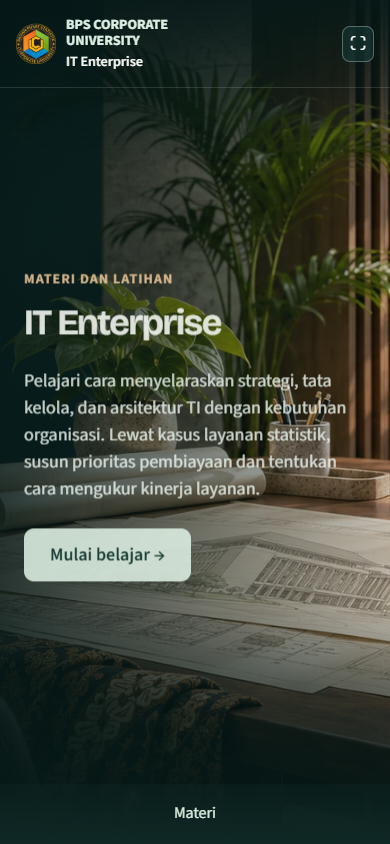 BPS CORPORATE
UNIVERSITY
IT Enterprise
MATERI DAN LATIHAN
IT Enterprise
Pelajari cara menyelaraskan strategi, tata
kelola, dan arsitektur TI dengan kebutuhan
organisasi. Lewat kasus layanan statistik,
susun prioritas pembiayaan dan tentukan
cara mengukur kinerja layanan.
Mulai belajar →
Materi